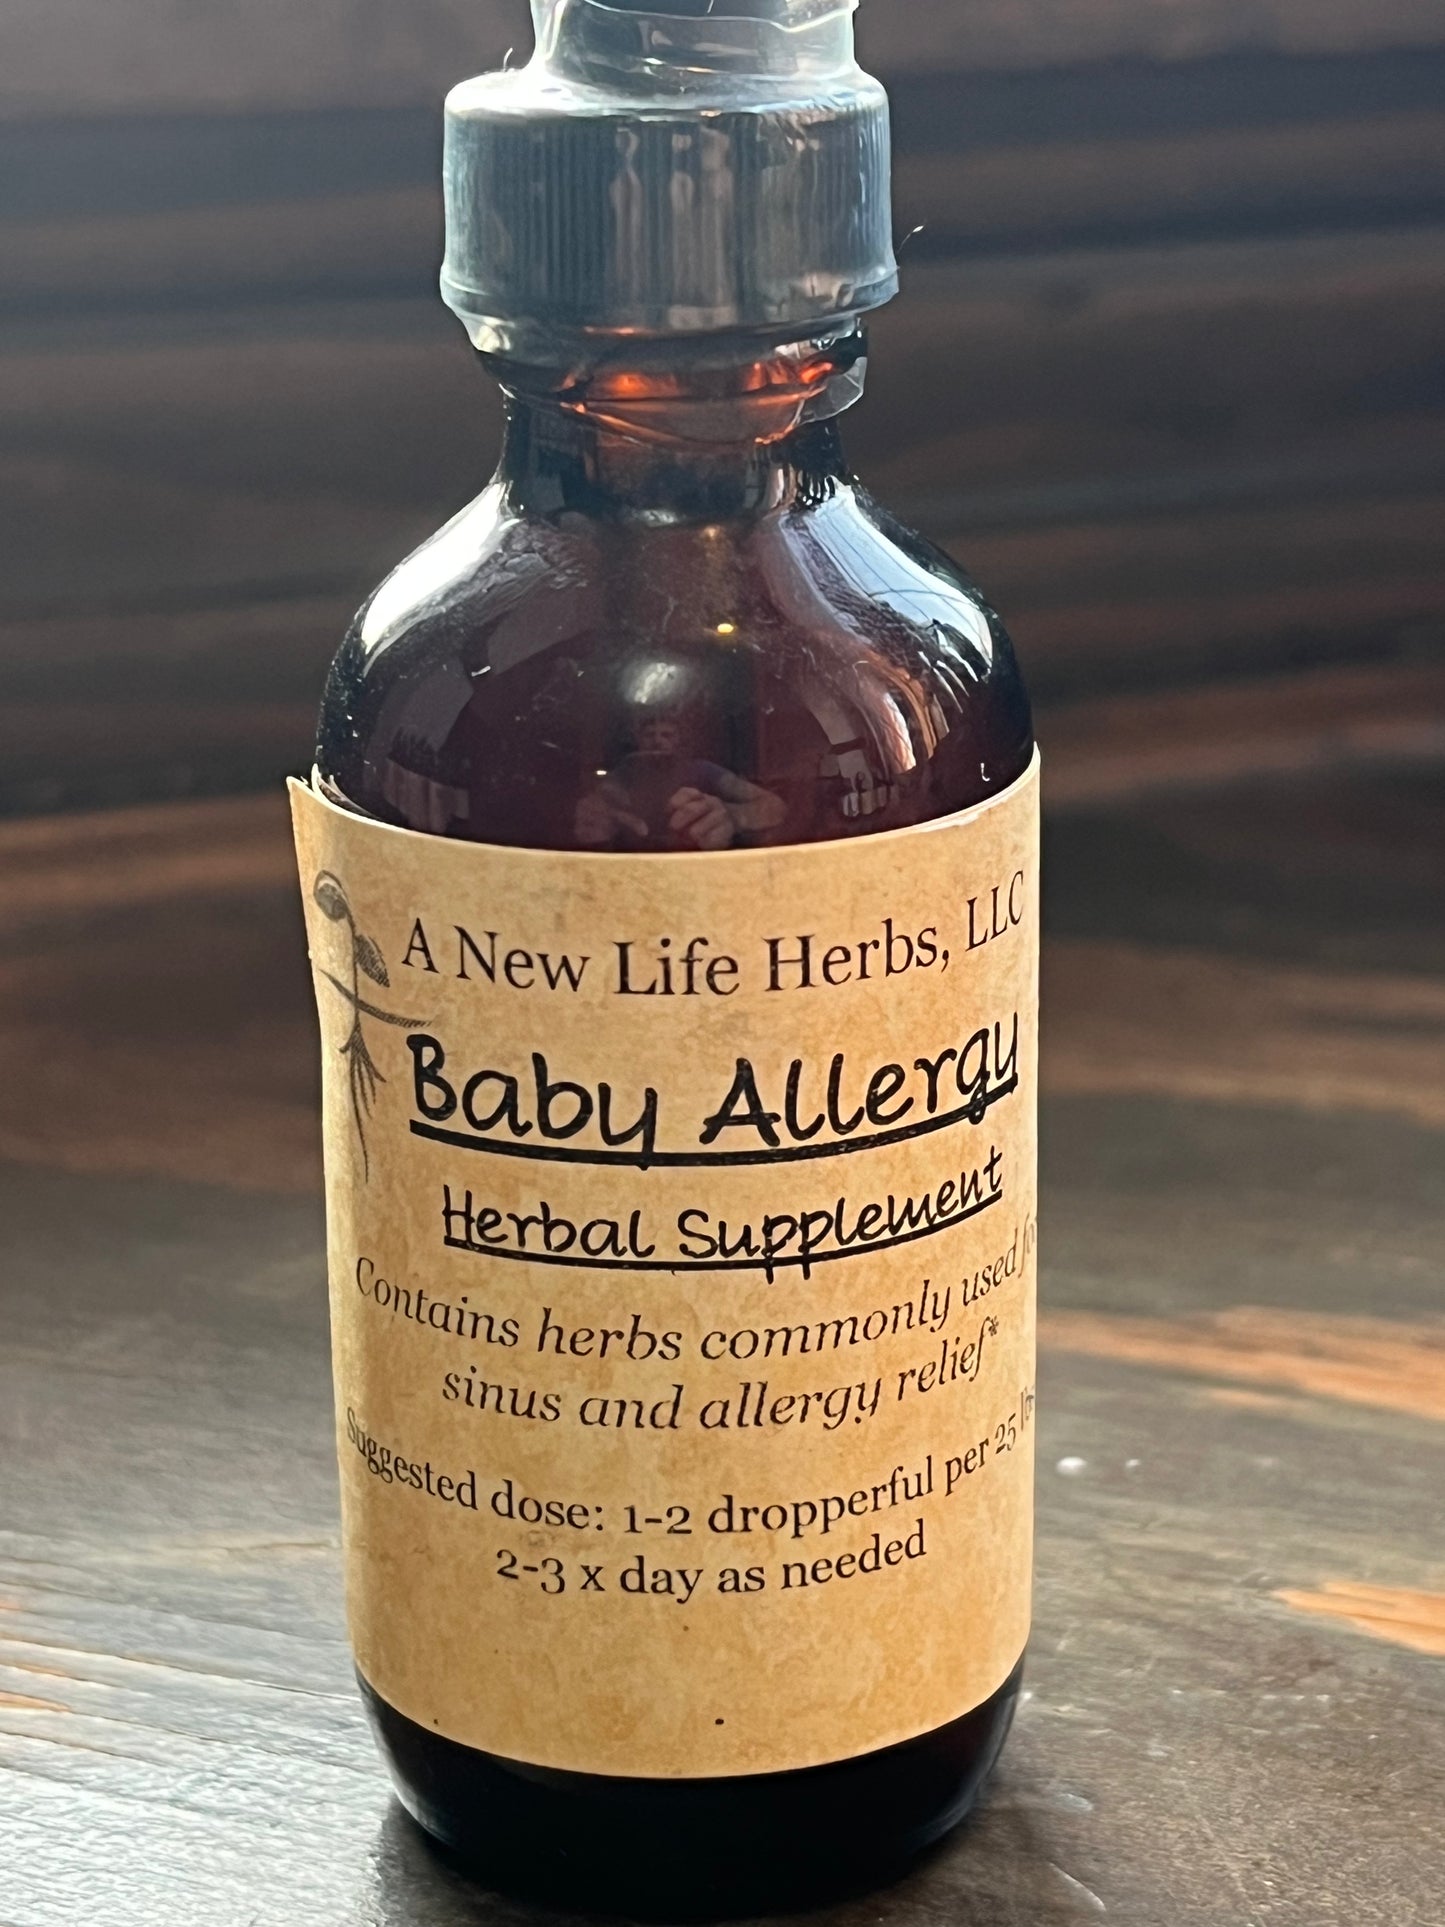 A New Life Herbs, LLC
Baby Allergy
Herbal Supplement
Contains herbs commonly used for
sinus and allergy relief*
Suggested dose: 1-2 dropperful per 25
2-3 x day as needed